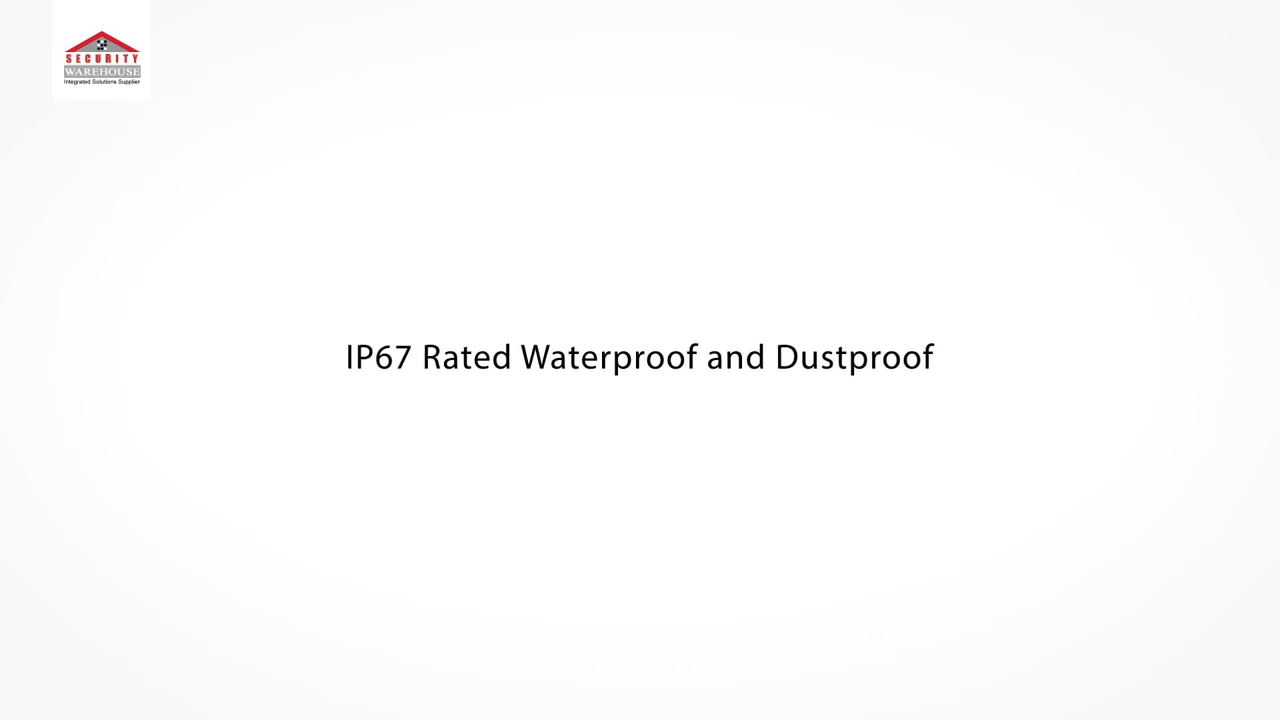 SECURITY
WAREHOUSE
Integrated Solutions Supplier
IP67 Rated Waterproof and Dustproof